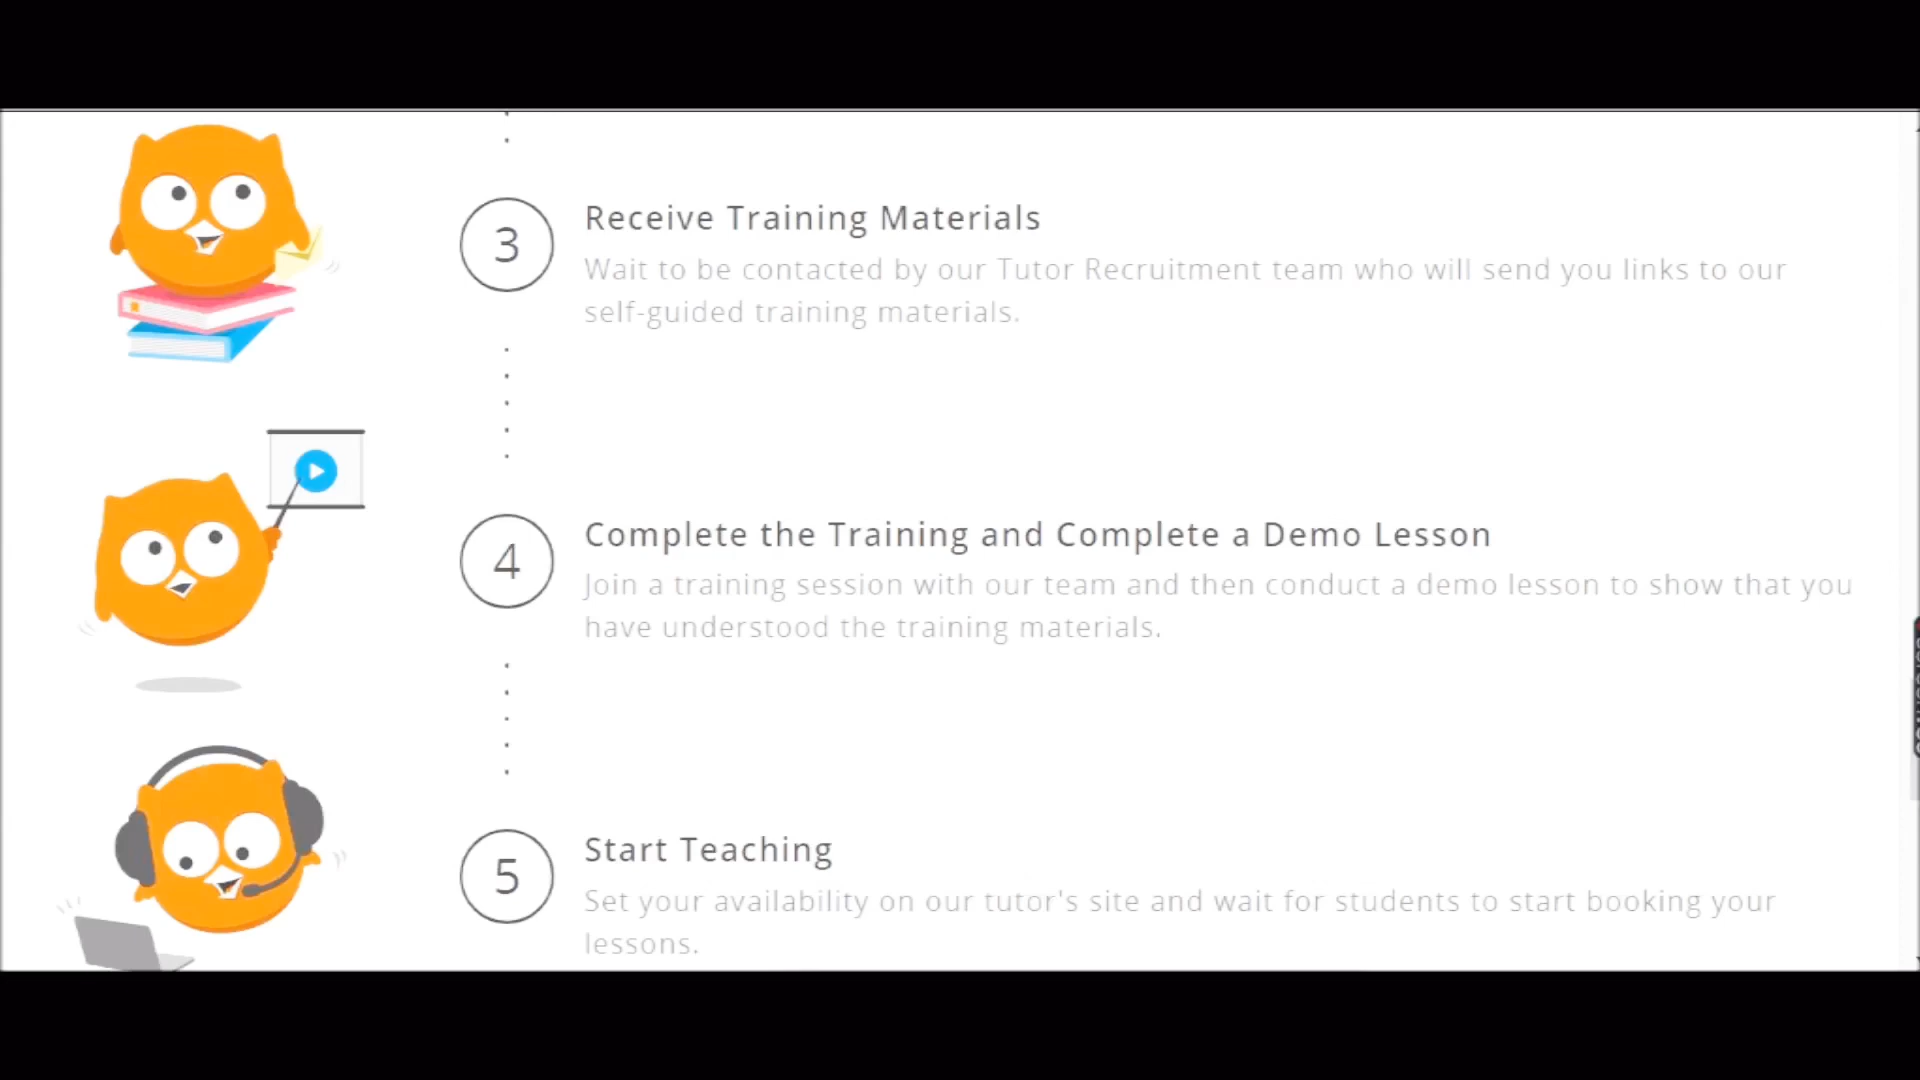 3
Receive Training Materials
Wait to be contacted by our Tutor Recruitment team who will send you links to our
self-guided training materials.
4
Complete the Training and Complete a Demo Lesson
Join a training session with our team and then conduct a demo lesson to show that you
have understood the training materials.
5
Start Teaching
Set your availability on our tutor's site and wait for students to start booking your
lessons.